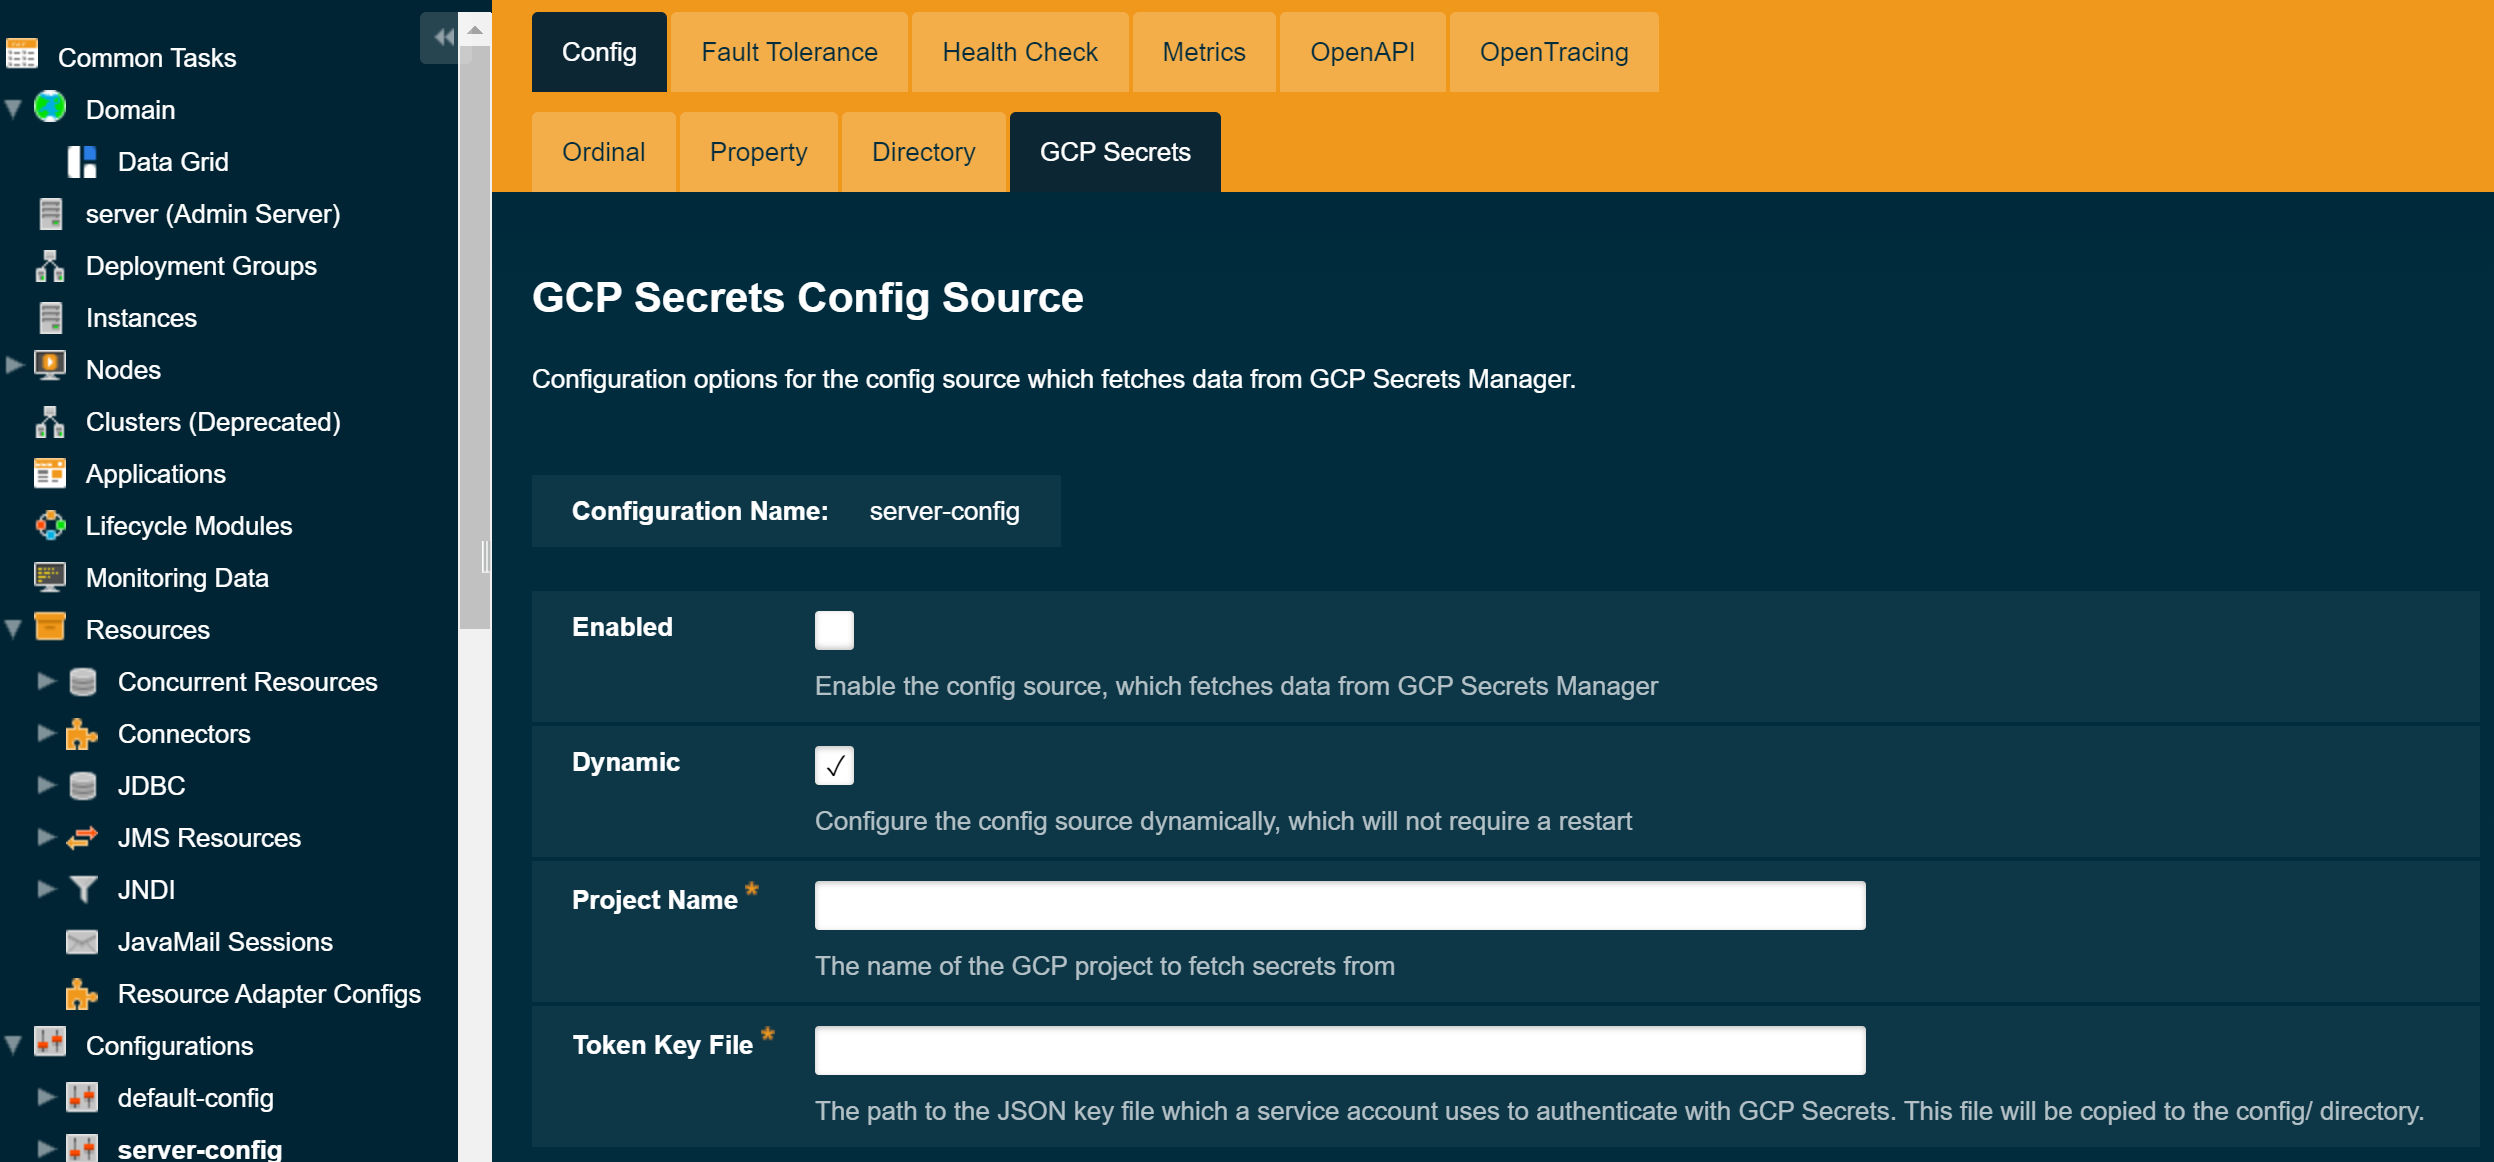 Common Tasks
Domain
Data Grid
server (Admin Server)
Deployment Groups
Instances
Nodes
Clusters (Deprecated)
Applications
Lifecycle Modules
Monitoring Data
Resources
Concurrent Resources
Connectors
JDBC
JMS Resources
JNDI
JavaMail Sessions
Resource Adapter Configs
Configurations
default-config
server-config
Config Fault Tolerance Health Check Metrics OpenAPI OpenTracing
Ordinal Property Directory GCP Secrets
GCP Secrets Config Source
Configuration options for the config source which fetches data from GCP Secrets Manager.
Configuration Name: server-config
Enabled
Enable the config source, which fetches data from GCP Secrets Manager
Dynamic
Configure the config source dynamically, which will not require a restart
Project Name *
The name of the GCP project to fetch secrets from
Token Key File *
The path to the JSON key file which a service account uses to authenticate with GCP Secrets. This file will be copied to the config/ directory.